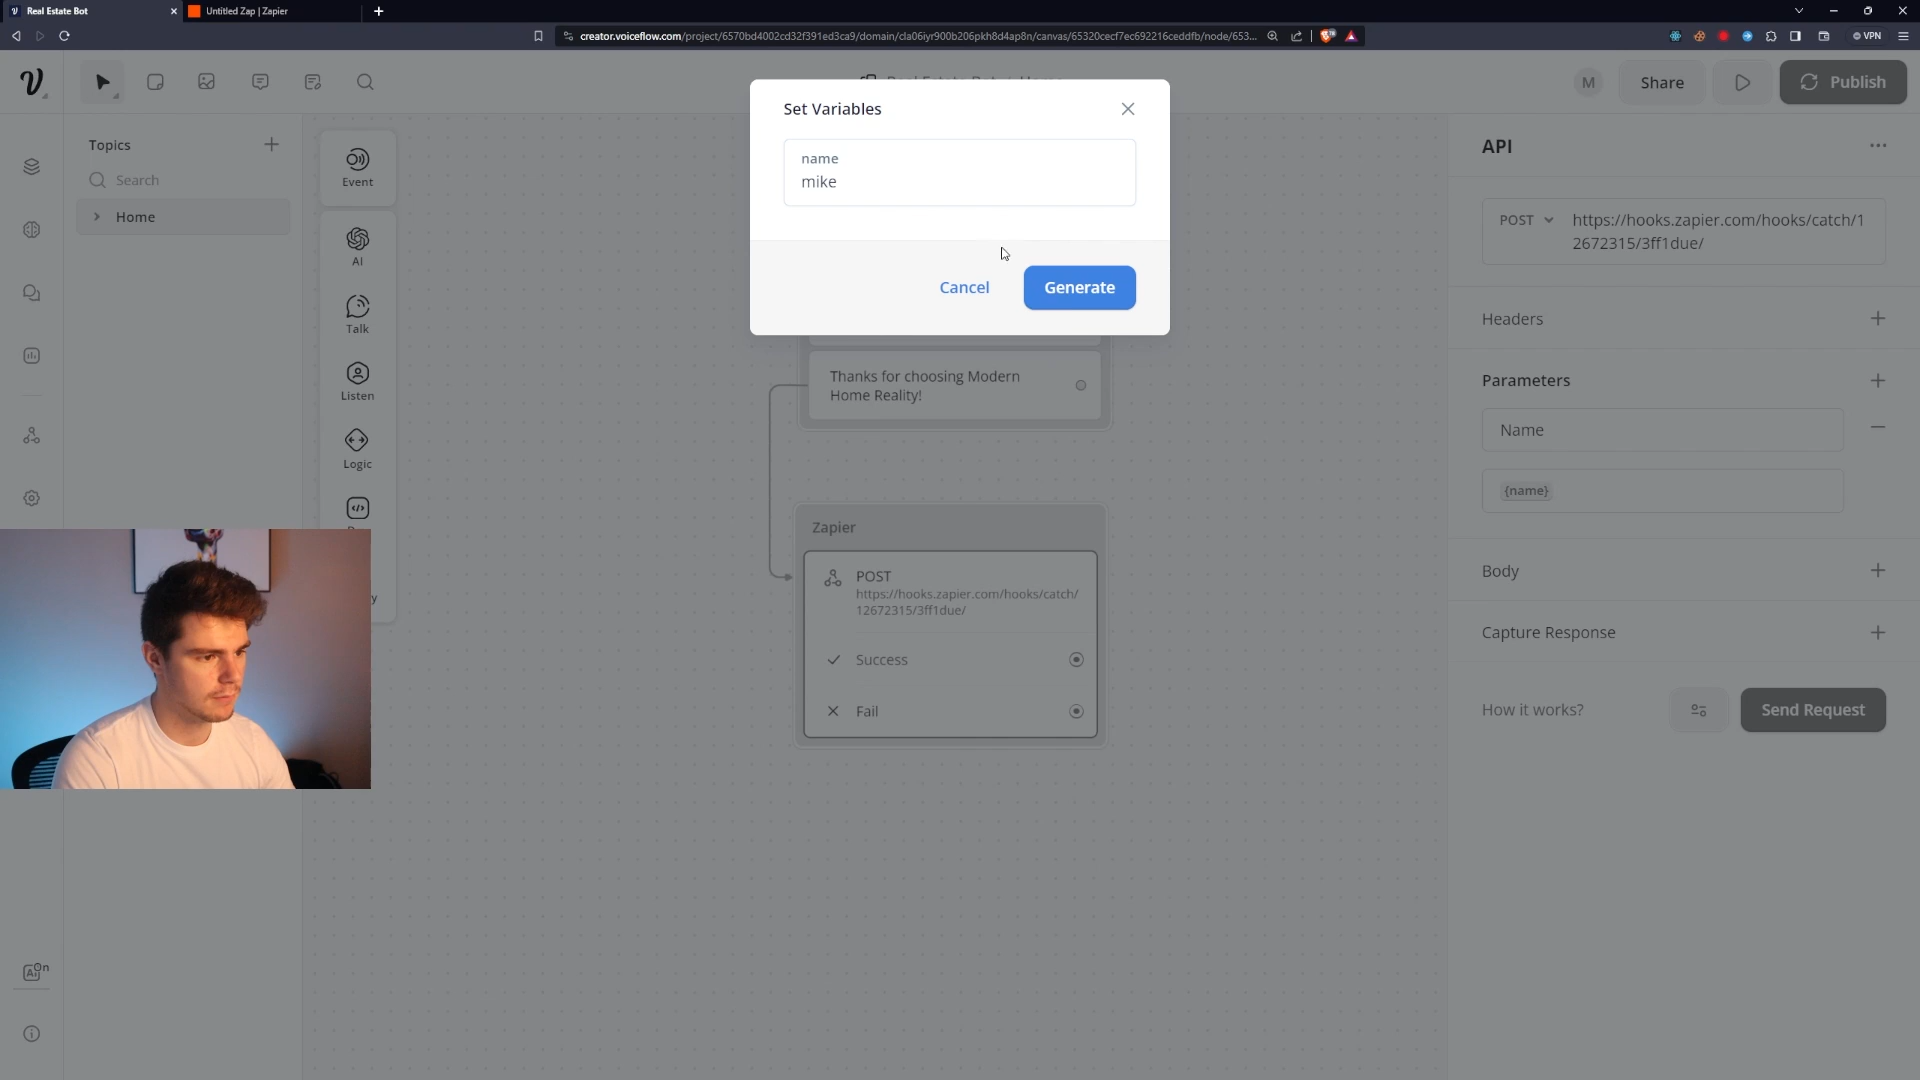 Real Estate Bot
Untitled Zap | Zapier
creator.voiceflow.com/project/6570bd4002cd32f391ed3ca9/domain/cla06iyr900b206pkh8d4ap8n/canvas/65320cecf7ec692216ceddfb/node/653...
VPN
M
Share
Publish
Topics
Search
Home
Event
AI
Talk
Listen
Logic
Set Variables
name
mike
Cancel
Generate
Thanks for choosing Modern
Home Reality!
Zapier
POST
https://hooks.zapier.com/hooks/catch/
12672315/3ff1due/
Success
Fail
API
POST
https://hooks.zapier.com/hooks/catch/1
2672315/3ff1due/
Headers
Parameters
Name
{name}
Body
Capture Response
How it works?
Send Request